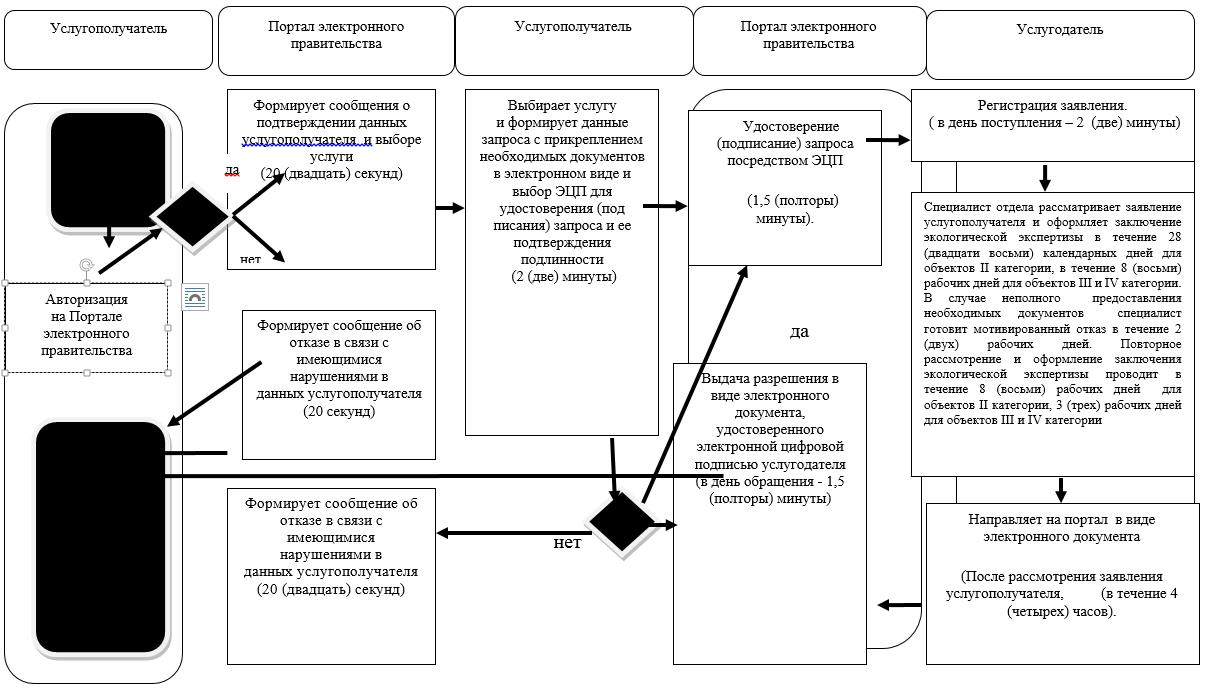 Услугополучатель
Портал электронного
правительства
Услугополучатель
Портал электронного
правительства
Услугодатель
Авторизация
на Портале
электронного
правительства
да
нет
Формирует сообщения о
подтверждении данных
услугополучателя и выборе
услуги
(20 (двадцать) секунд)
Формирует сообщение об
отказе в связи с
имеющимися
нарушениями в
данных услугополучателя
(20 секунд)
Формирует сообщение об
отказе в связи с
имеющимися
нарушениями в
данных услугополучателя
(20 (двадцать) секунд)
Выбирает услугу
и формирует данные
запроса с прикреплением
необходимых документов
в электронном виде и
выбор ЭЦП для
удостоверения (под
писания) запроса и ее
подтверждения
подлинности
(2 (две) минуты)
нет
Удостоверение
(подписание) запроса
посредством ЭЦП
(1,5 (полторы)
минуты).
да
Выдача разрешения в
виде электронного
документа,
удостоверенного
электронной цифровой
подписью услугодателя
(в день обращения - 1,5
(полторы) минуты)
Регистрация заявления.
( в день поступления – 2 (две) минуты)
Специалист отдела рассматривает заявление
услугополучателя и оформляет заключение
экологической экспертизы в течение 28
(двадцати восьми) календарных дней для
объектов II категории, в течение 8 (восьми)
рабочих дней для объектов III и IV категории.
В случае неполного предоставления
необходимых документов специалист
готовит мотивированный отказ в течение 2
(двух) рабочих дней. Повторное
рассмотрение и оформление заключения
экологической экспертизы проводит в
течение 8 (восьми) рабочих дней для
объектов II категории, 3 (трех) рабочих дней
для объектов III и IV категории
Направляет на портал в виде
электронного документа
(После рассмотрения заявления
услугополучателя, (в течение 4
(четырех) часов).